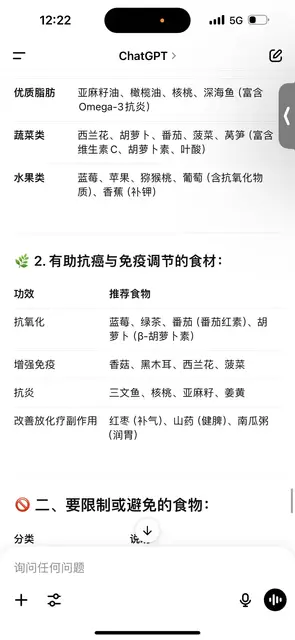 12:22
5G
ChatGPT
优质脂肪 亚麻籽油、橄榄油、核桃、深海鱼 (富含
Omega-3抗炎)
蔬菜类 西兰花、胡萝卜、番茄、菠菜、莴笋 (富含
维生素C、胡萝卜素、叶酸)
水果类 蓝莓、苹果、猕猴桃、葡萄 (含抗氧化物
质)、香蕉 (补钾)
🌿 2. 有助抗癌与免疫调节的食材：
功效 推荐食物
抗氧化 蓝莓、绿茶、番茄 (番茄红素)、胡
萝卜 (β-胡萝卜素)
增强免疫 香菇、黑木耳、西兰花、菠菜
抗炎 三文鱼、核桃、亚麻籽、姜黄
改善放化疗副作用 红枣 (补气)、山药 (健脾)、南瓜粥
(润胃)
🚫 二、要限制或避免的食物：
分类
询问任何问题